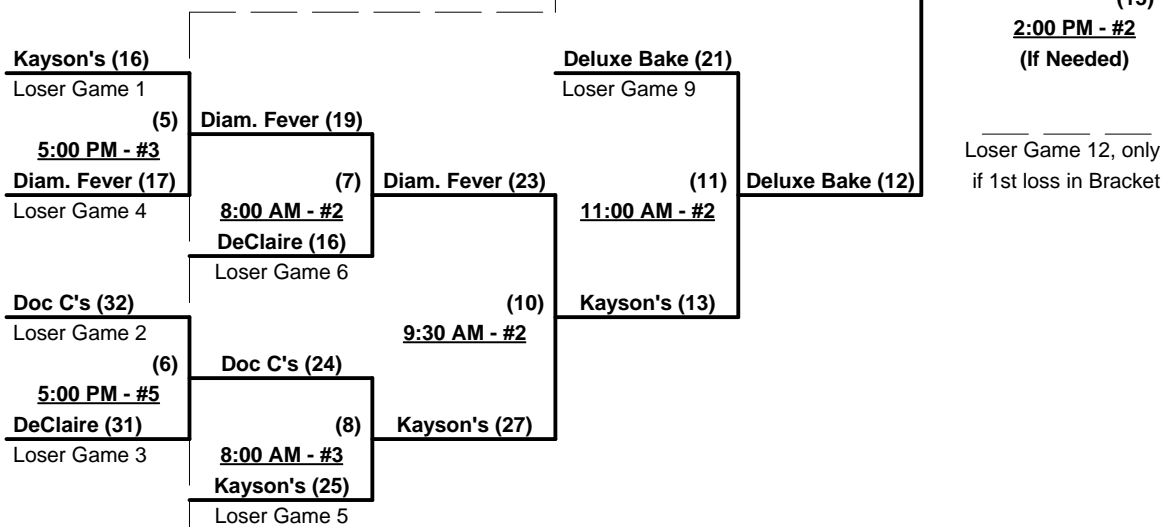 (13)
2:00 PM - #2
(If Needed)
Kayson's (16)
Loser Game 1
(5)
5:00 PM - #3
Diam. Fever (17)
Loser Game 4
Doc C's (32)
Loser Game 2
(6)
5:00 PM - #5
DeClaire (31)
Loser Game 3
Diam. Fever (19)
(7)
8:00 AM - #2
DeClaire (16)
Loser Game 6
Doc C's (24)
(8)
8:00 AM - #3
Kayson's (25)
Loser Game 5
Diam. Fever (23)
(10)
9:30 AM - #2
Kayson's (27)
Deluxe Bake (21)
Loser Game 9
(11)
11:00 AM - #2
Kayson's (13)
Deluxe Bake (12)
Loser Game 12, only
if 1st loss in Bracket